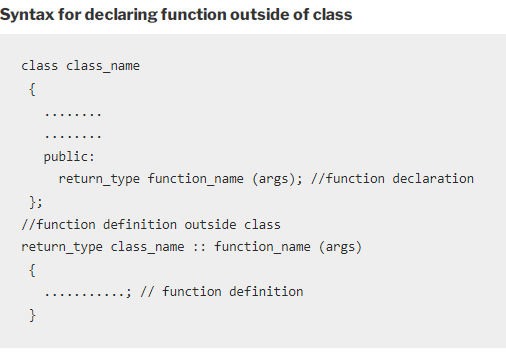 Syntax for declaring function outside of class
class class_name
{
........
........
public:
return_type function_name (args); //function declaration
};
//function definition outside class
return_type class_name :: function_name (args)
{
...........; // function definition
}